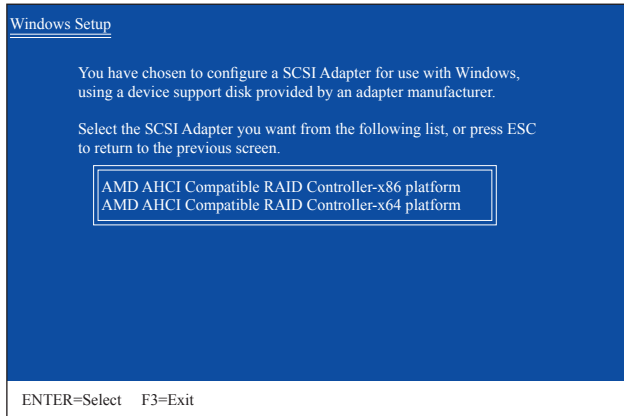 Windows Setup
You have chosen to configure a SCSI Adapter for use with Windows,
using a device support disk provided by an adapter manufacturer.
Select the SCSI Adapter you want from the following list, or press ESC
to return to the previous screen.
AMD AHCI Compatible RAID Controller-x86 platform
AMD AHCI Compatible RAID Controller-x64 platform
ENTER=Select F3=Exit